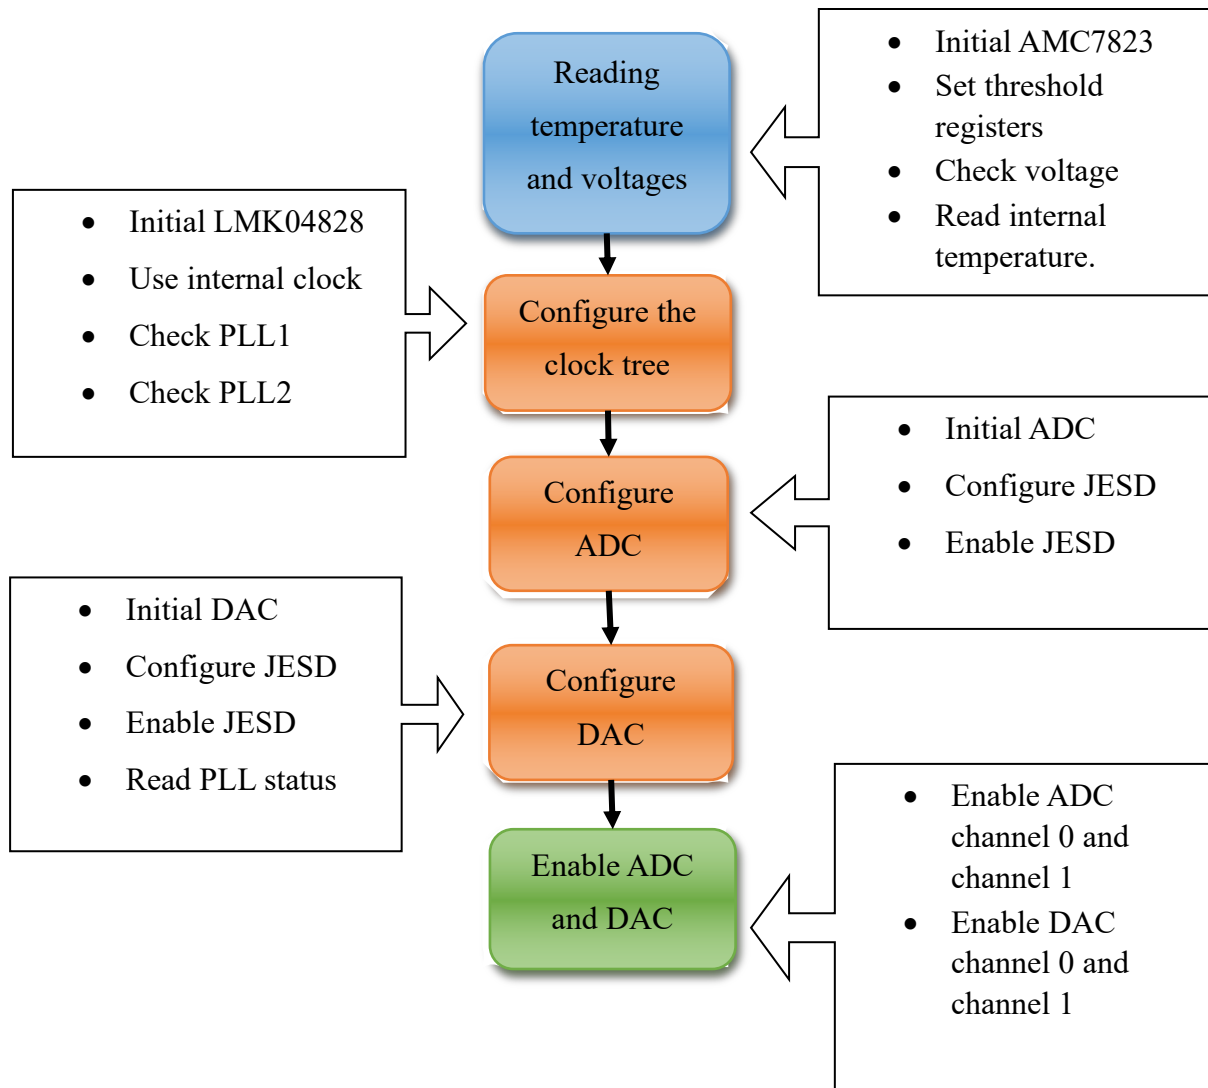 Reading
temperature
and voltages
• Initial AMC7823
• Set threshold
registers
• Check voltage
• Read internal
temperature.
• Initial LMK04828
• Use internal clock
• Check PLL1
• Check PLL2
Configure the
clock tree
Configure
ADC
• Initial ADC
• Configure JESD
• Enable JESD
• Initial DAC
• Configure JESD
• Enable JESD
• Read PLL status
Configure
DAC
Enable ADC
and DAC
• Enable ADC
channel 0 and
channel 1
• Enable DAC
channel 0 and
channel 1